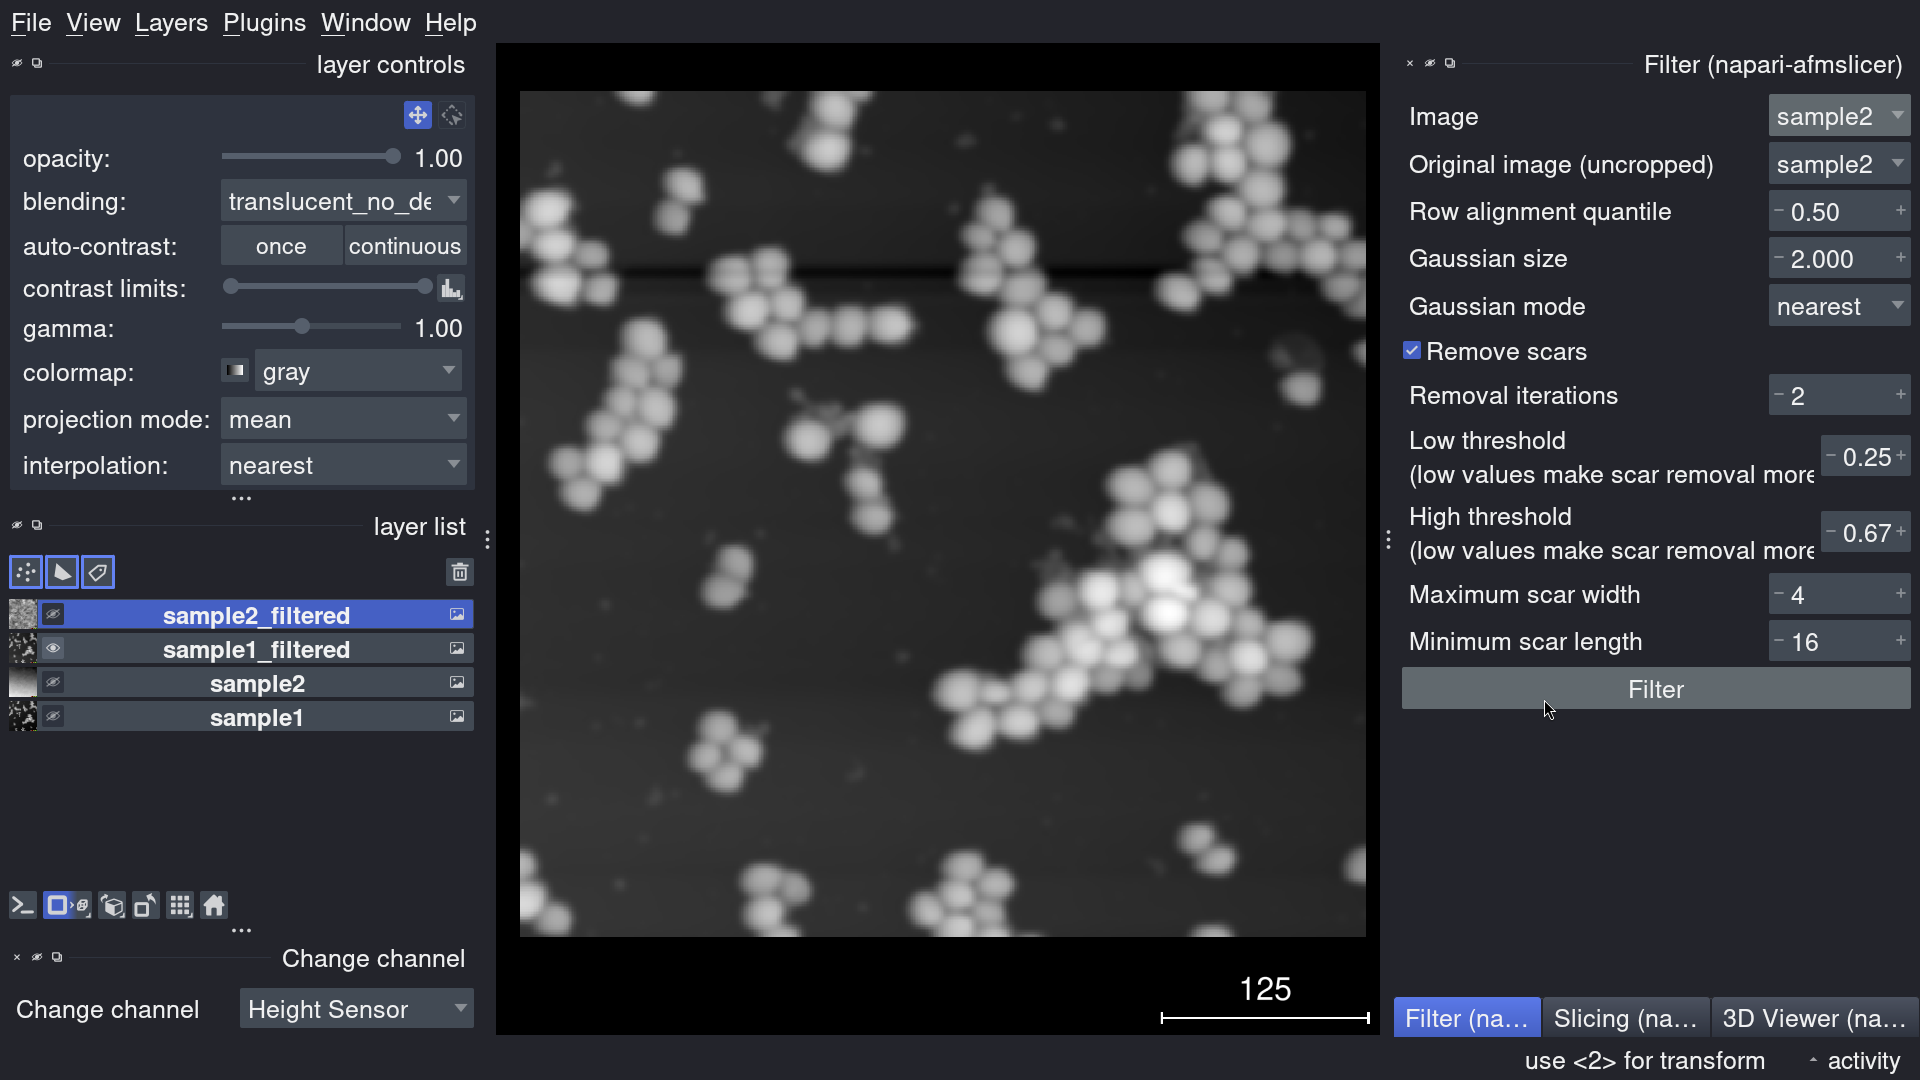 File View Layers Plugins Window Help
layer controls
opacity: 1.00
blending: translucent_no_de
auto-contrast: once continuous
contrast limits:
gamma: 1.00
colormap: gray
projection mode: mean
interpolation: nearest
layer list
sample2_filtered
sample1_filtered
sample2
sample1
Change channel
Change channel Height Sensor
125
Filter (napari-afmslicer)
Image sample2
Original image (uncropped) sample2
Row alignment quantile 0.50
Gaussian size 2.000
Gaussian mode nearest
Remove scars
Removal iterations 2
Low threshold
(low values make scar removal more 0.25
High threshold
(low values make scar removal more 0.67
Maximum scar width 4
Minimum scar length 16
Filter
Filter (na... Slicing (na... 3D Viewer (na...
use <2> for transform activity